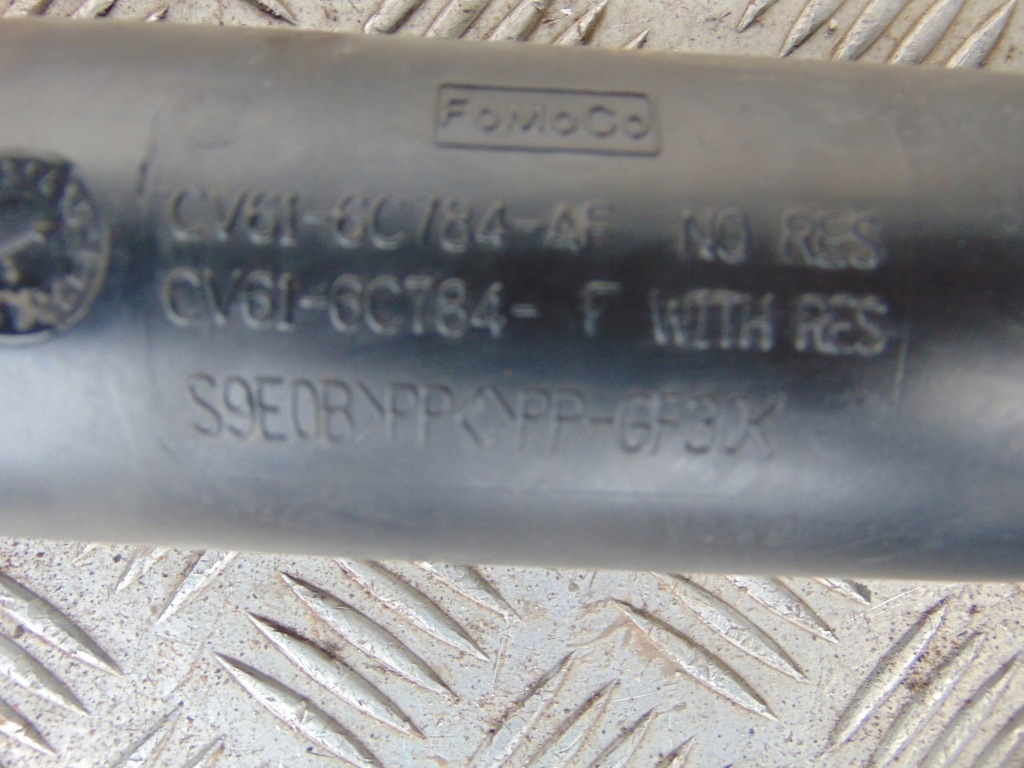 FoMoCo
CV61-6C784-AF NO RES
CV61-6C784- F WITH RES
S9E0B>PP<>PP-GF30<